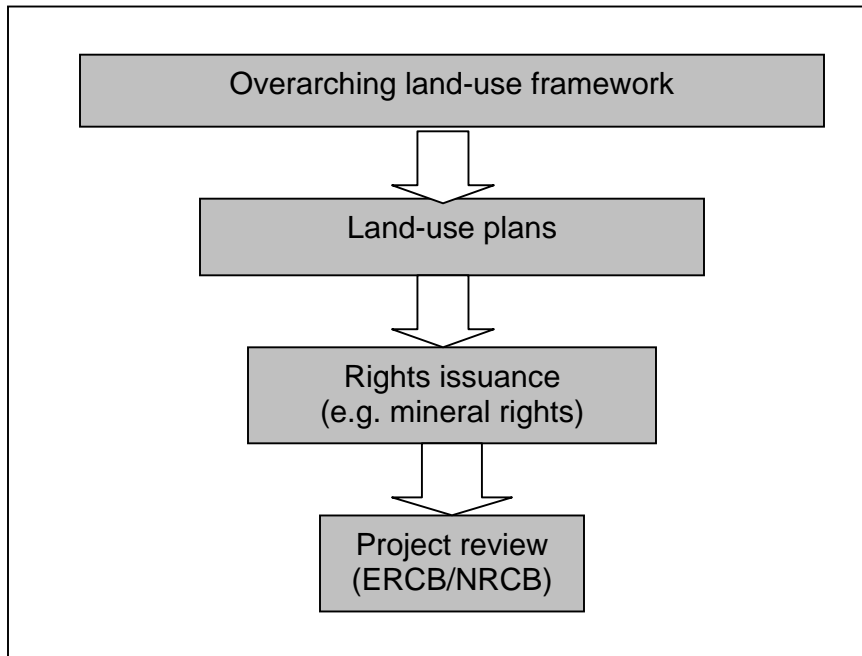 Overarching land-use framework
Land-use plans
Rights issuance
(e.g. mineral rights)
Project review
(ERCB/NRCB)